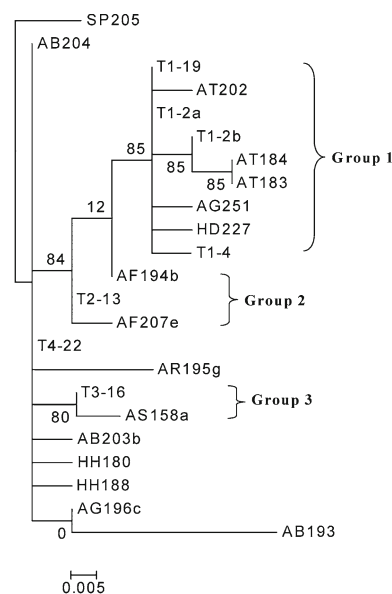 SP205
AB204
T1-19
AT202
T1-2a
T1-2b
85
85
AT184
AT183
85
Group 1
AG251
12
HD227
T1-4
84
AF194b
T2-13
Group 2
AF207e
T4-22
AR195g
T3-16
Group 3
80
AS158a
AB203b
HH180
HH188
AG196c
0
AB193
0.005